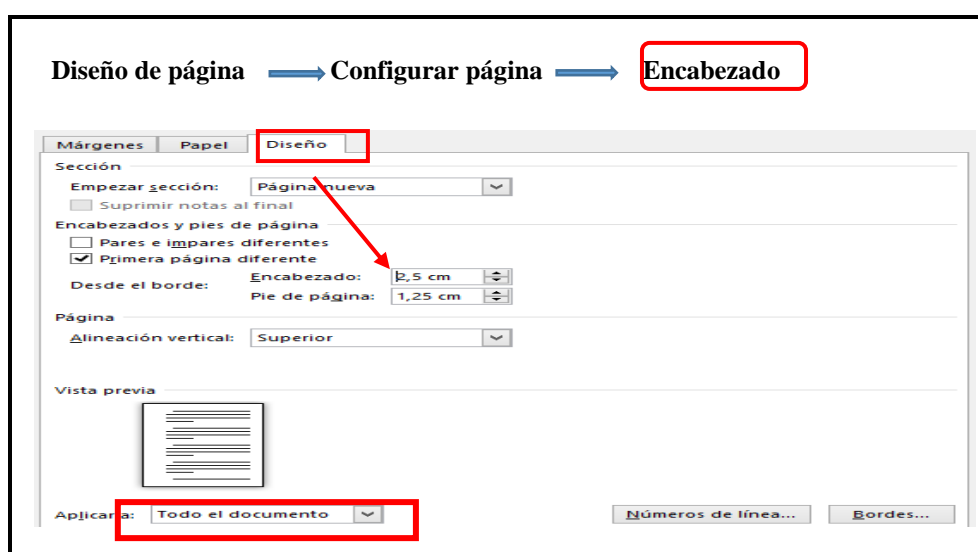 Diseño de página Configurar página Encabezado
Márgenes Papel Diseño
Sección
Empezar sección: Página nueva
Suprimir notas al final
Encabezados y pies de página
Pares e impares diferentes
Primera página diferente
Desde el borde:
Encabezado: 2,5 cm
Pie de página: 1,25 cm
Página
Alineación vertical: Superior
Vista previa
Aplicar a: Todo el documento Números de línea... Bordes...